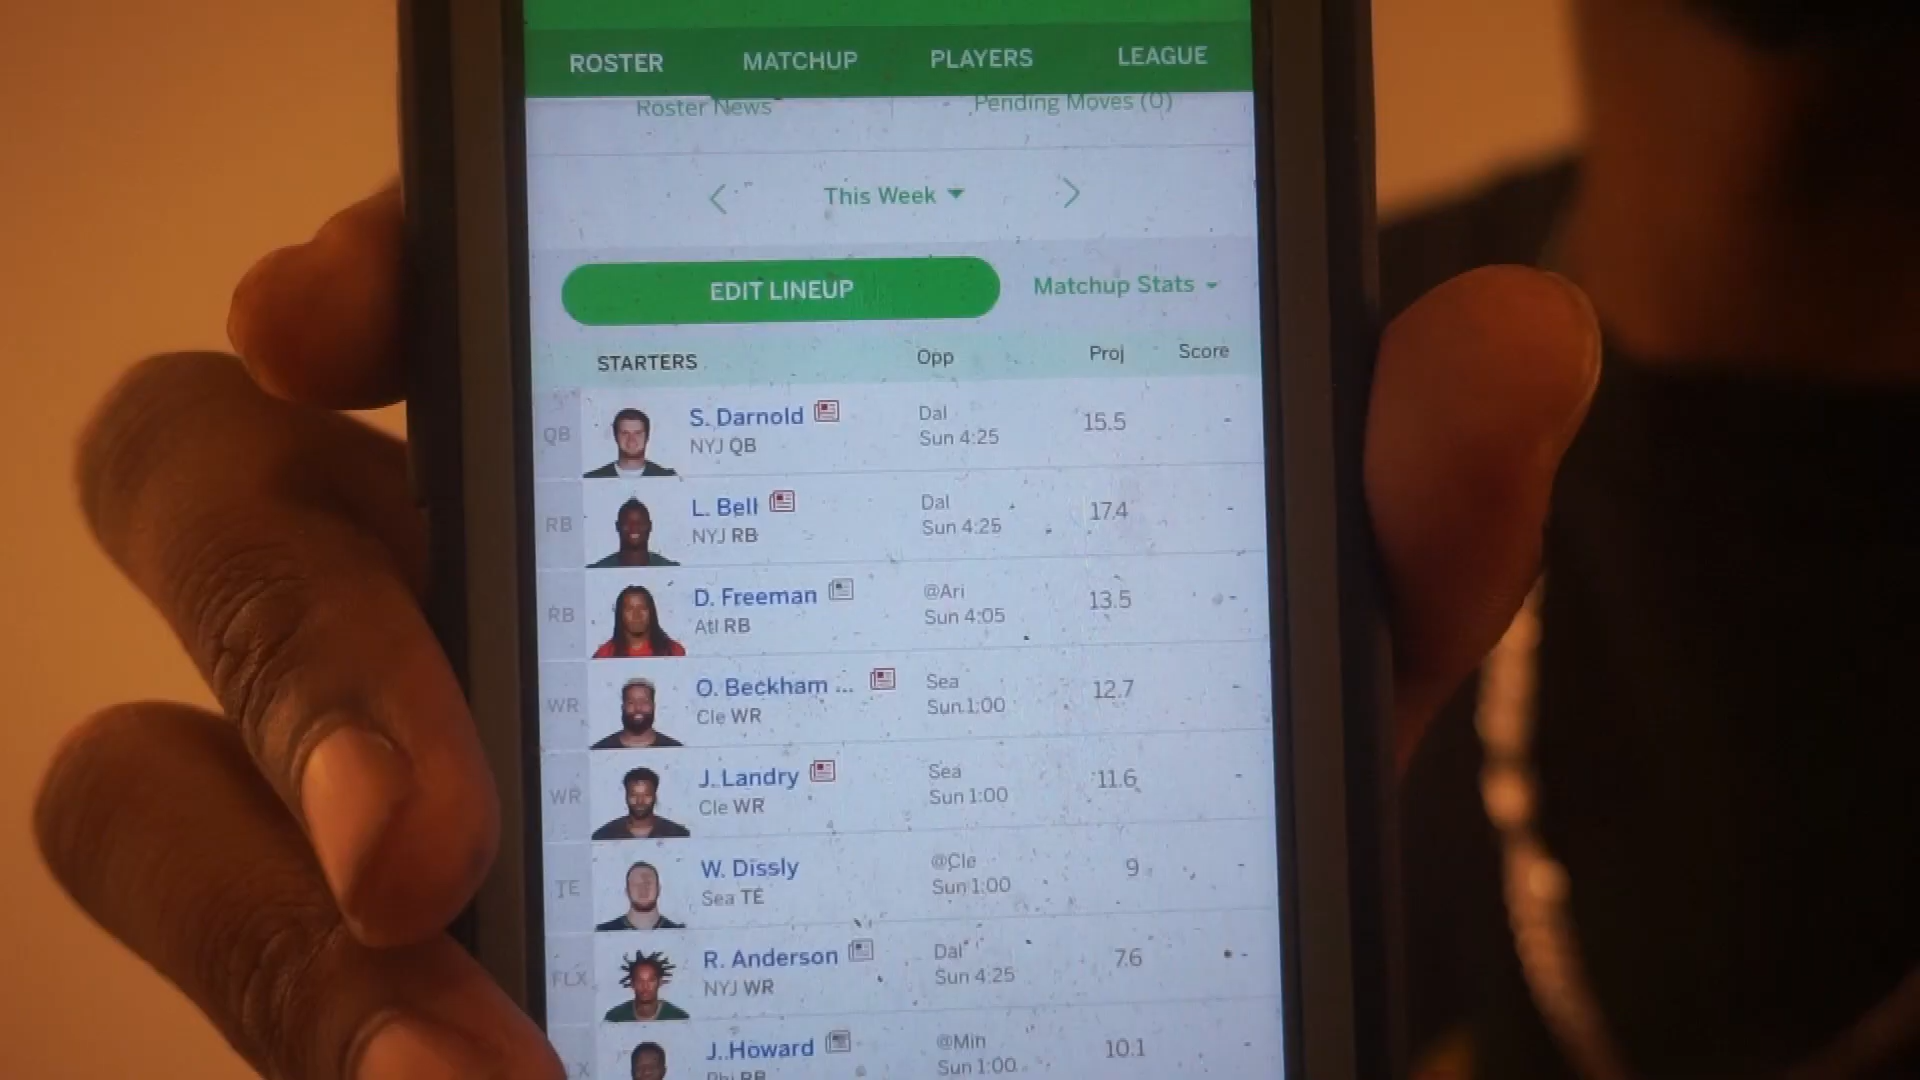 ROSTER MATCHUP PLAYERS LEAGUE
Roster News Pending Moves (0)
This Week
EDIT LINEUP Matchup Stats
STARTERS Opp Proj Score
QB S. Darnold Dal 15.5 -
NYJ QB Sun 4:25
RB L. Bell Dal 17.4 -
NYJ RB Sun 4:25
RB D. Freeman @Ari 13.5 -
Atl RB Sun 4:05
WR O. Beckham ... Sea 12.7 -
Cle WR Sun 1:00
WR J. Landry Sea 11.6 -
Cle WR Sun 1:00
TE W. Dissly @Cle 9 -
Sea TE Sun 1:00
FLX R. Anderson Dal 7.6 -
NYJ WR Sun 4:25
J. Howard @Min 10.1 -
Phi RB Sun 1:00